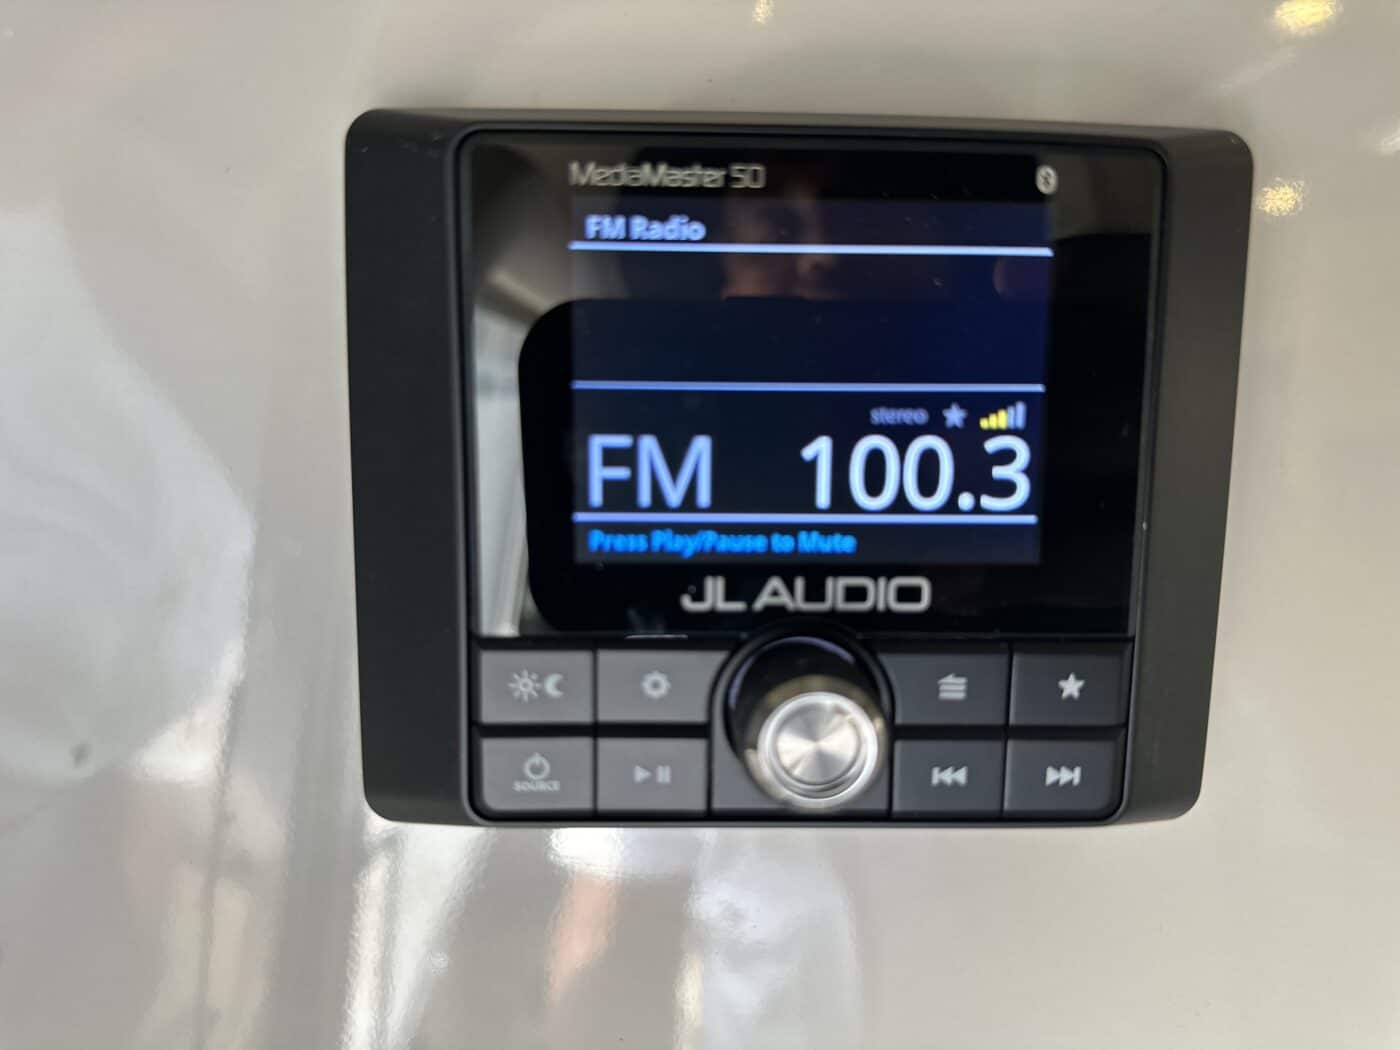 MediaMaster 50
FM Radio
stereo
FM 100.3
Press Play/Pause to Mute
JL AUDIO
SOURCE